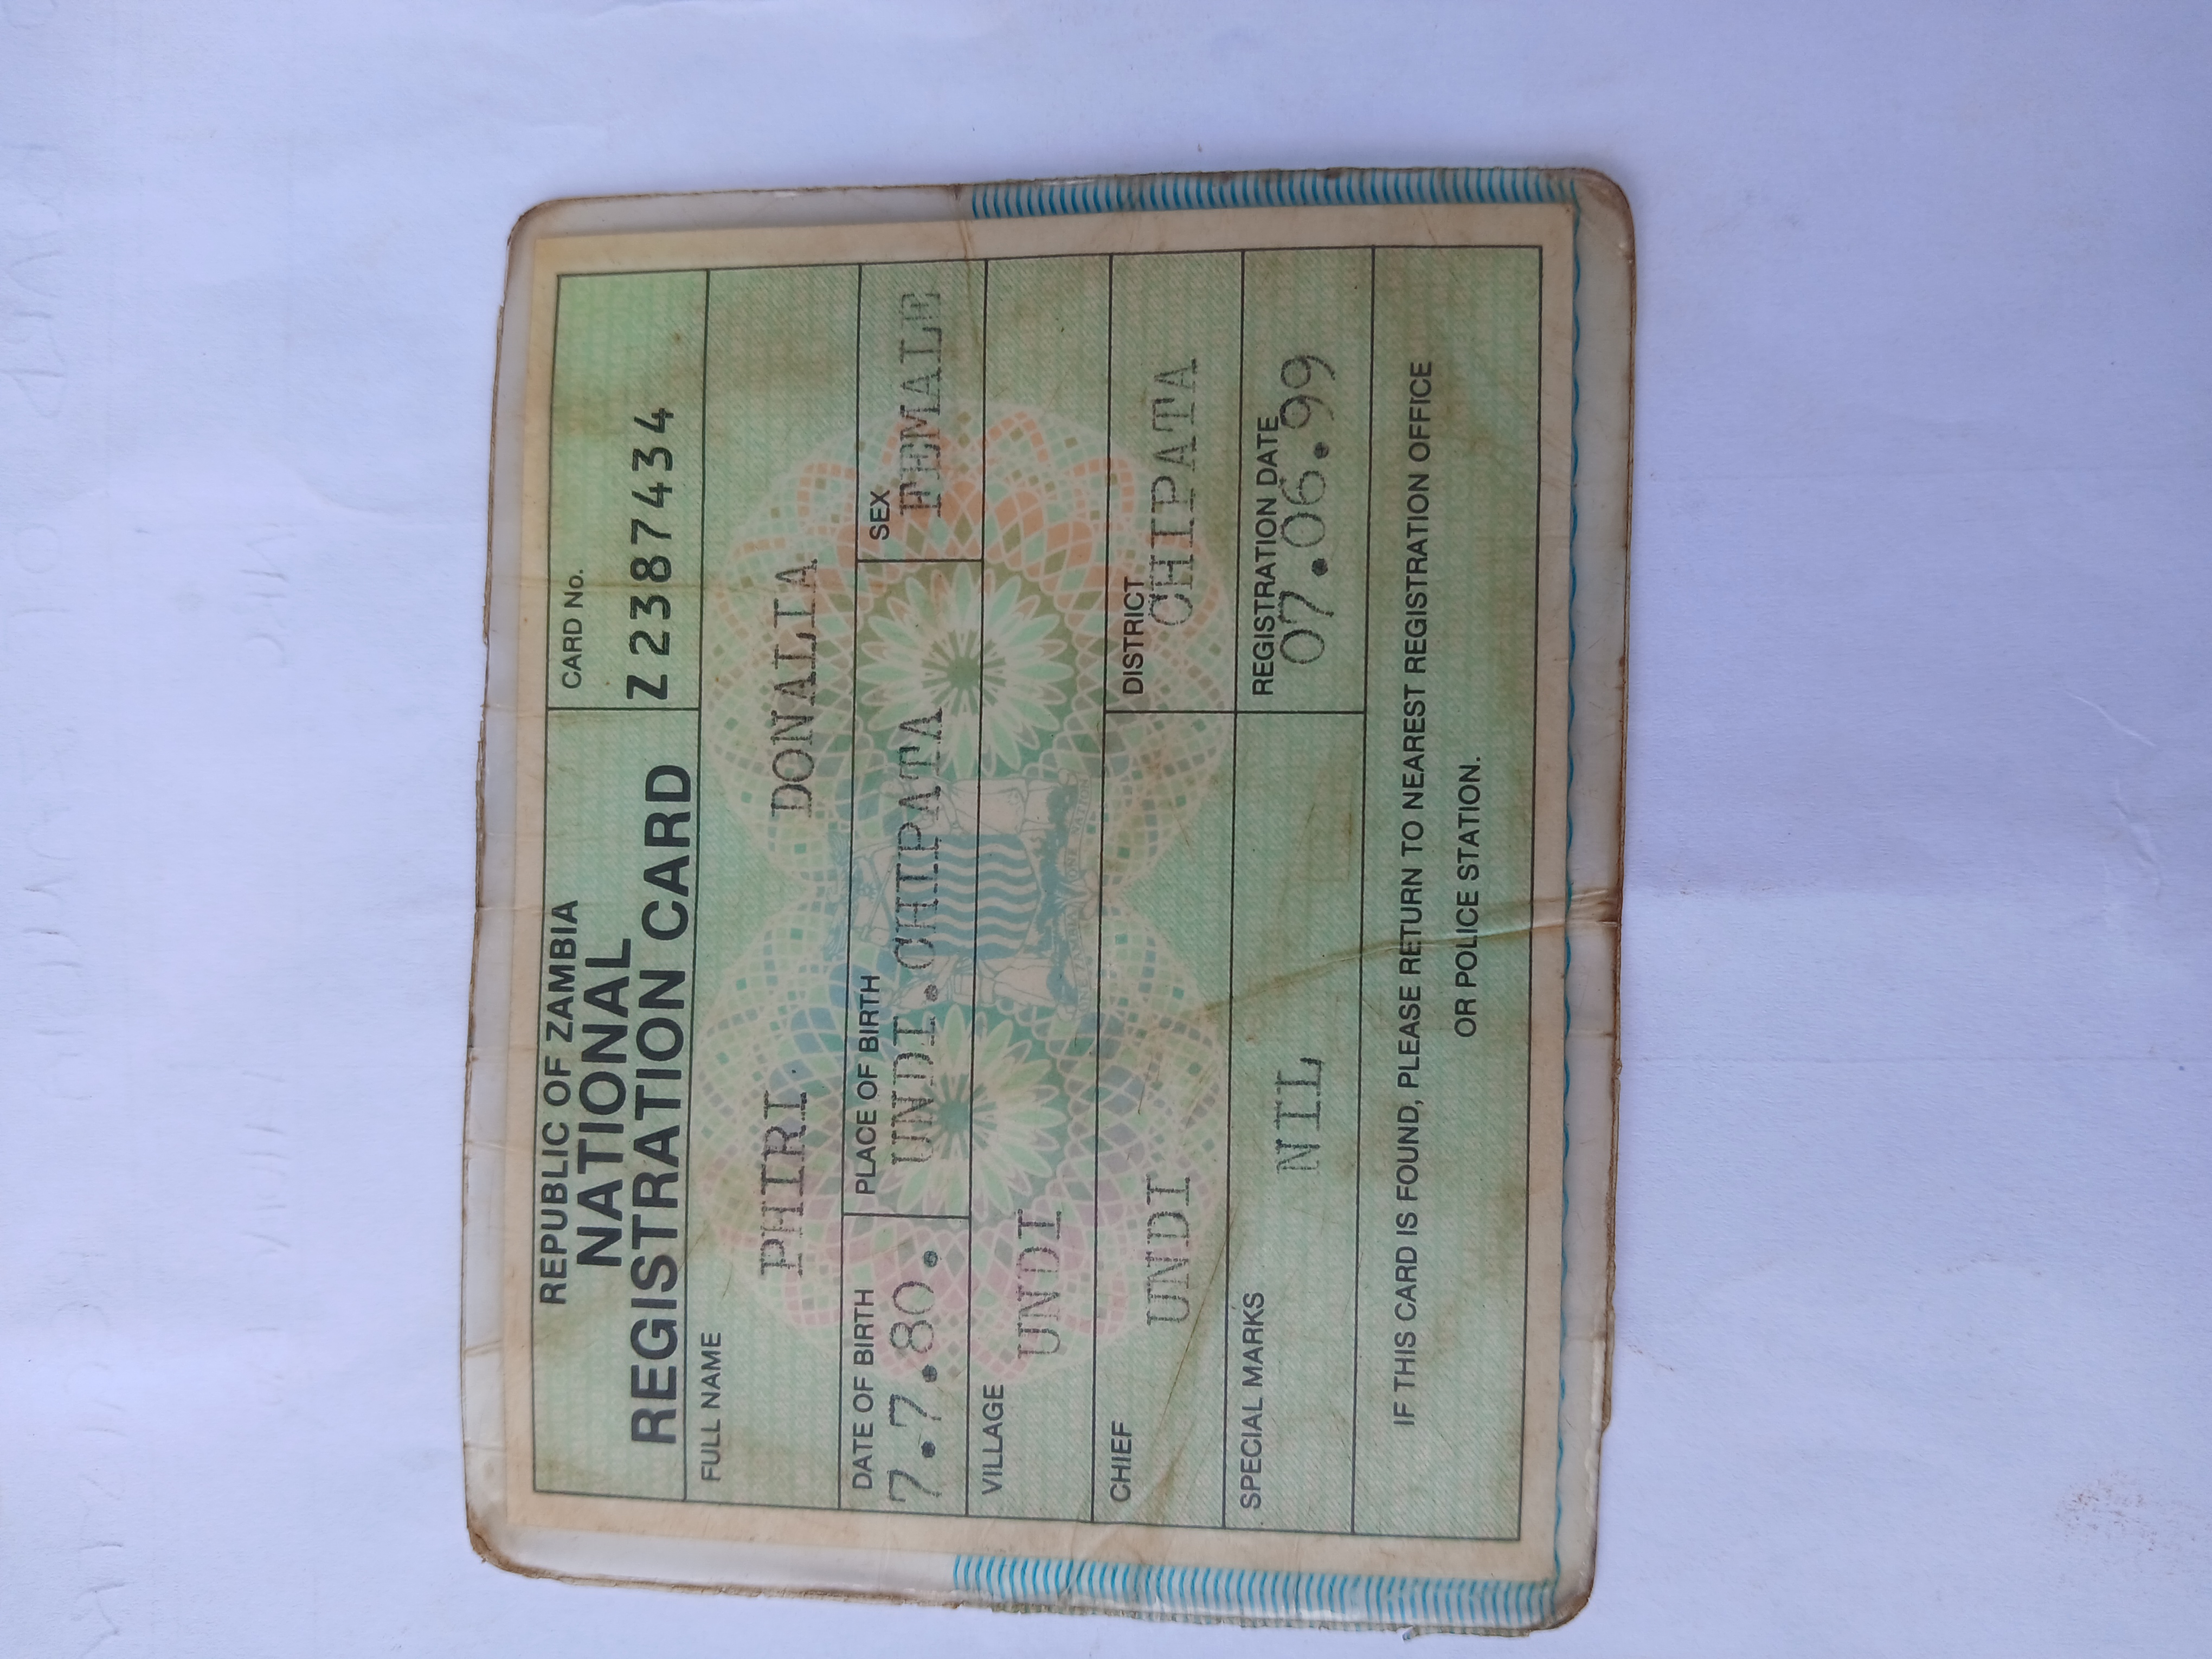 REPUBLIC OF ZAMBIA
NATIONAL
REGISTRATION CARD
CARD No.
Z 2387434
FULL NAME
PHIRI DONALIA
DATE OF BIRTH
7.7.80.
PLACE OF BIRTH
UNDI.CHIPATA
SEX
FEMALE
VILLAGE
UNDI
CHIEF
UNDI
DISTRICT
CHIPATA
SPECIAL MARKS
NIL
REGISTRATION DATE
07.06.99
IF THIS CARD IS FOUND, PLEASE RETURN TO NEAREST REGISTRATION OFFICE
OR POLICE STATION.